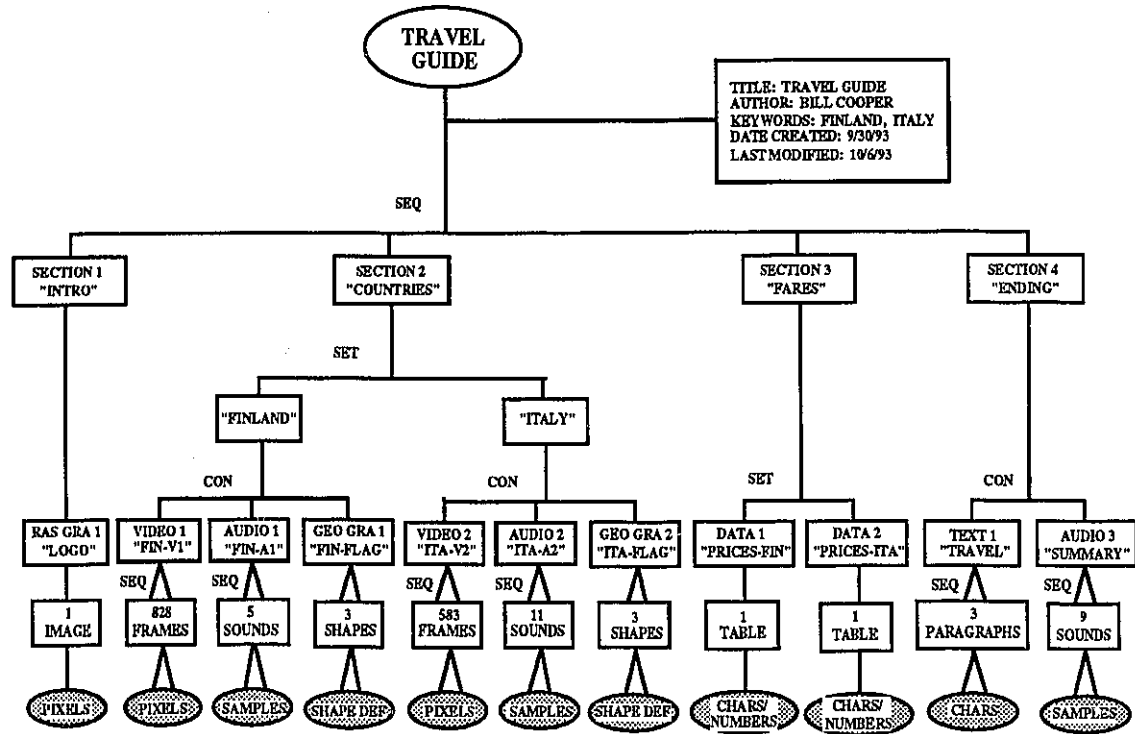 TRAVEL
GUIDE
TITLE: TRAVEL GUIDE
AUTHOR: BILL COOPER
KEYWORDS: FINLAND, ITALY
DATE CREATED: 9/30/93
LAST MODIFIED: 10/6/93
SEQ
SECTION 1
"INTRO"
SECTION 2
"COUNTRIES"
SECTION 3
"FARES"
SECTION 4
"ENDING"
SET
"FINLAND"
"ITALY"
CON
CON
SET
CON
RAS GRA 1
"LOGO"
VIDEO 1
"FIN-V1"
AUDIO 1
"FIN-A1"
GEO GRA 1
"FIN-FLAG"
VIDEO 2
"ITA-V2"
AUDIO 2
"ITA-A2"
GEO GRA 2
"ITA-FLAG"
DATA 1
"PRICES-FIN"
DATA 2
"PRICES-ITA"
TEXT 1
"TRAVEL"
AUDIO 3
"SUMMARY"
SEQ
SEQ
SEQ
SEQ
SEQ
SEQ
1
IMAGE
828
FRAMES
5
SOUNDS
3
SHAPES
583
FRAMES
11
SOUNDS
3
SHAPES
1
TABLE
1
TABLE
3
PARAGRAPHS
9
SOUNDS
PIXELS
PIXELS
SAMPLES
SHAPE DEF
PIXELS
SAMPLES
SHAPE DEF
CHARS/
NUMBERS
CHARS/
NUMBERS
CHARS
SAMPLES